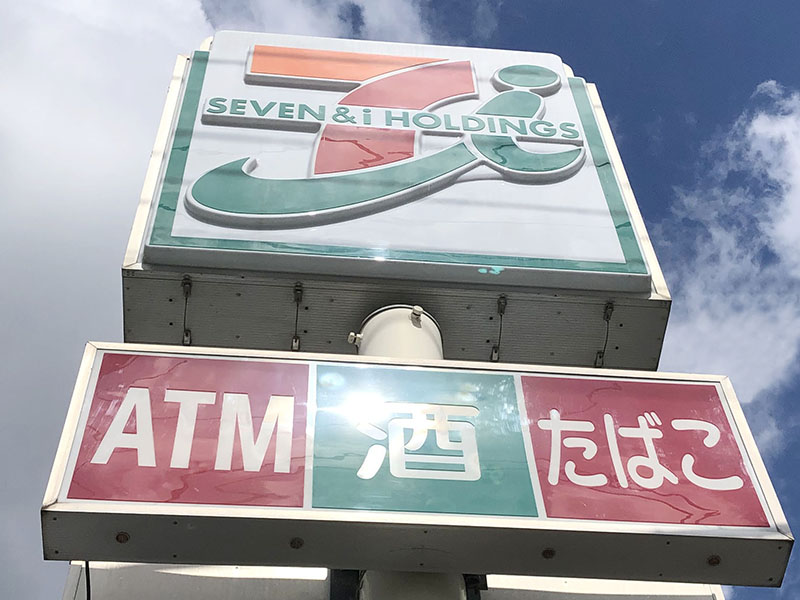 SEVEN & i HOLDINGS
ATM 酒 たばこ